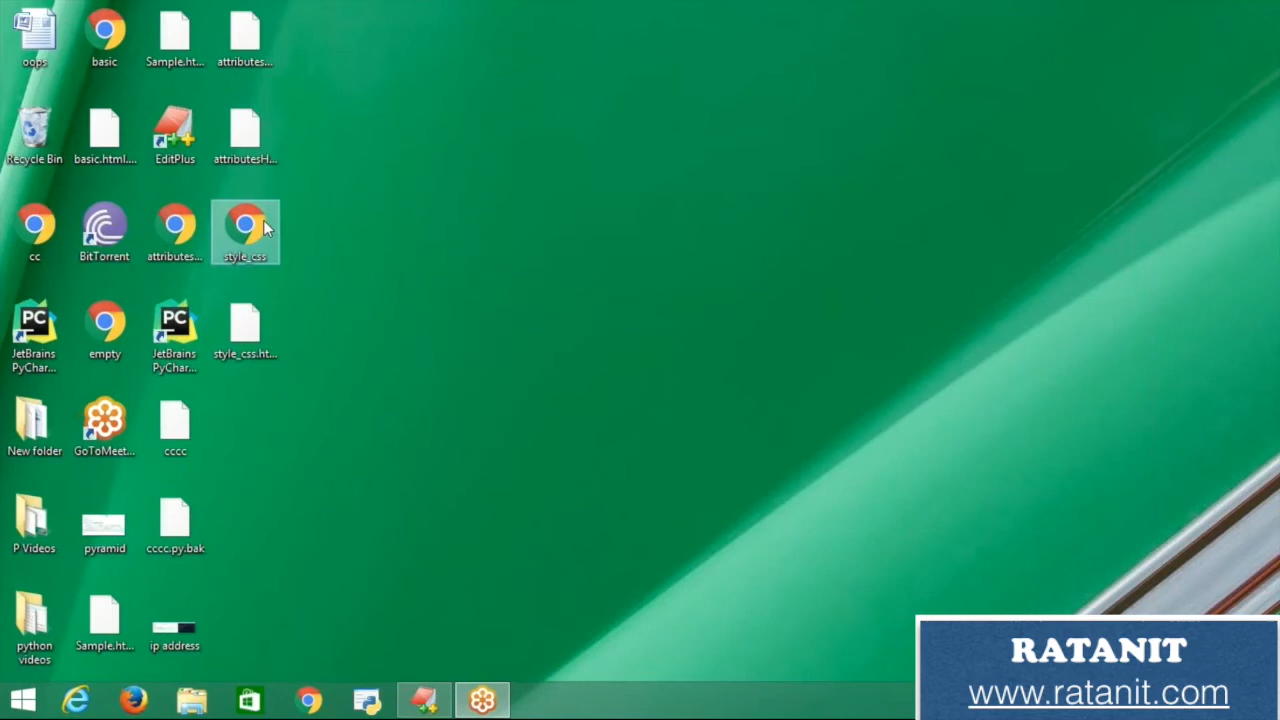 oops
basic
Sample.ht...
attributes...
Recycle Bin
basic.html....
EditPlus
attributesH...
cc
BitTorrent
attributes...
style_css
PC
JetBrains
PyChar...
empty
PC
JetBrains
PyChar...
style_css.ht...
New folder
GoToMeet...
cccc
P Videos
pyramid
cccc.py.bak
python
videos
Sample.ht...
ip address
RATANIT
www.ratanit.com